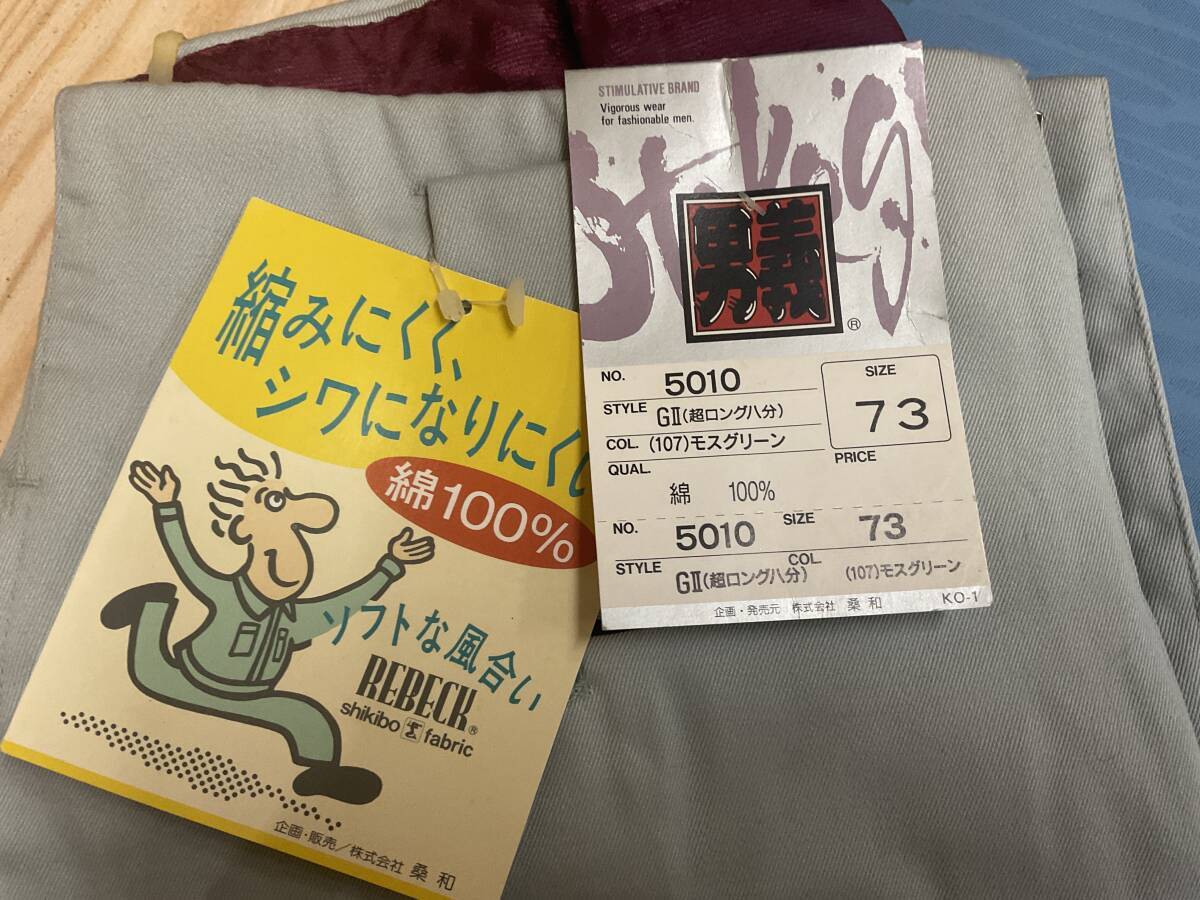 縮みにくく、
シワになりにくい
綿100%
ソフトな風合い
REBECK®
shikibo fabric
企画・販売/株式会社 桑和
STIMULATIVE BRAND
Vigorous wear
for fashionable men.
男義
®
NO. 5010
SIZE 73
STYLE GⅡ(超ロング八分)
COL. (107)モスグリーン
PRICE
QUAL.
綿 100%
NO. 5010 SIZE 73
STYLE GⅡ(超ロング八分) COL (107)モスグリーン
企画・発売元 株式会社 桑和 KO-1